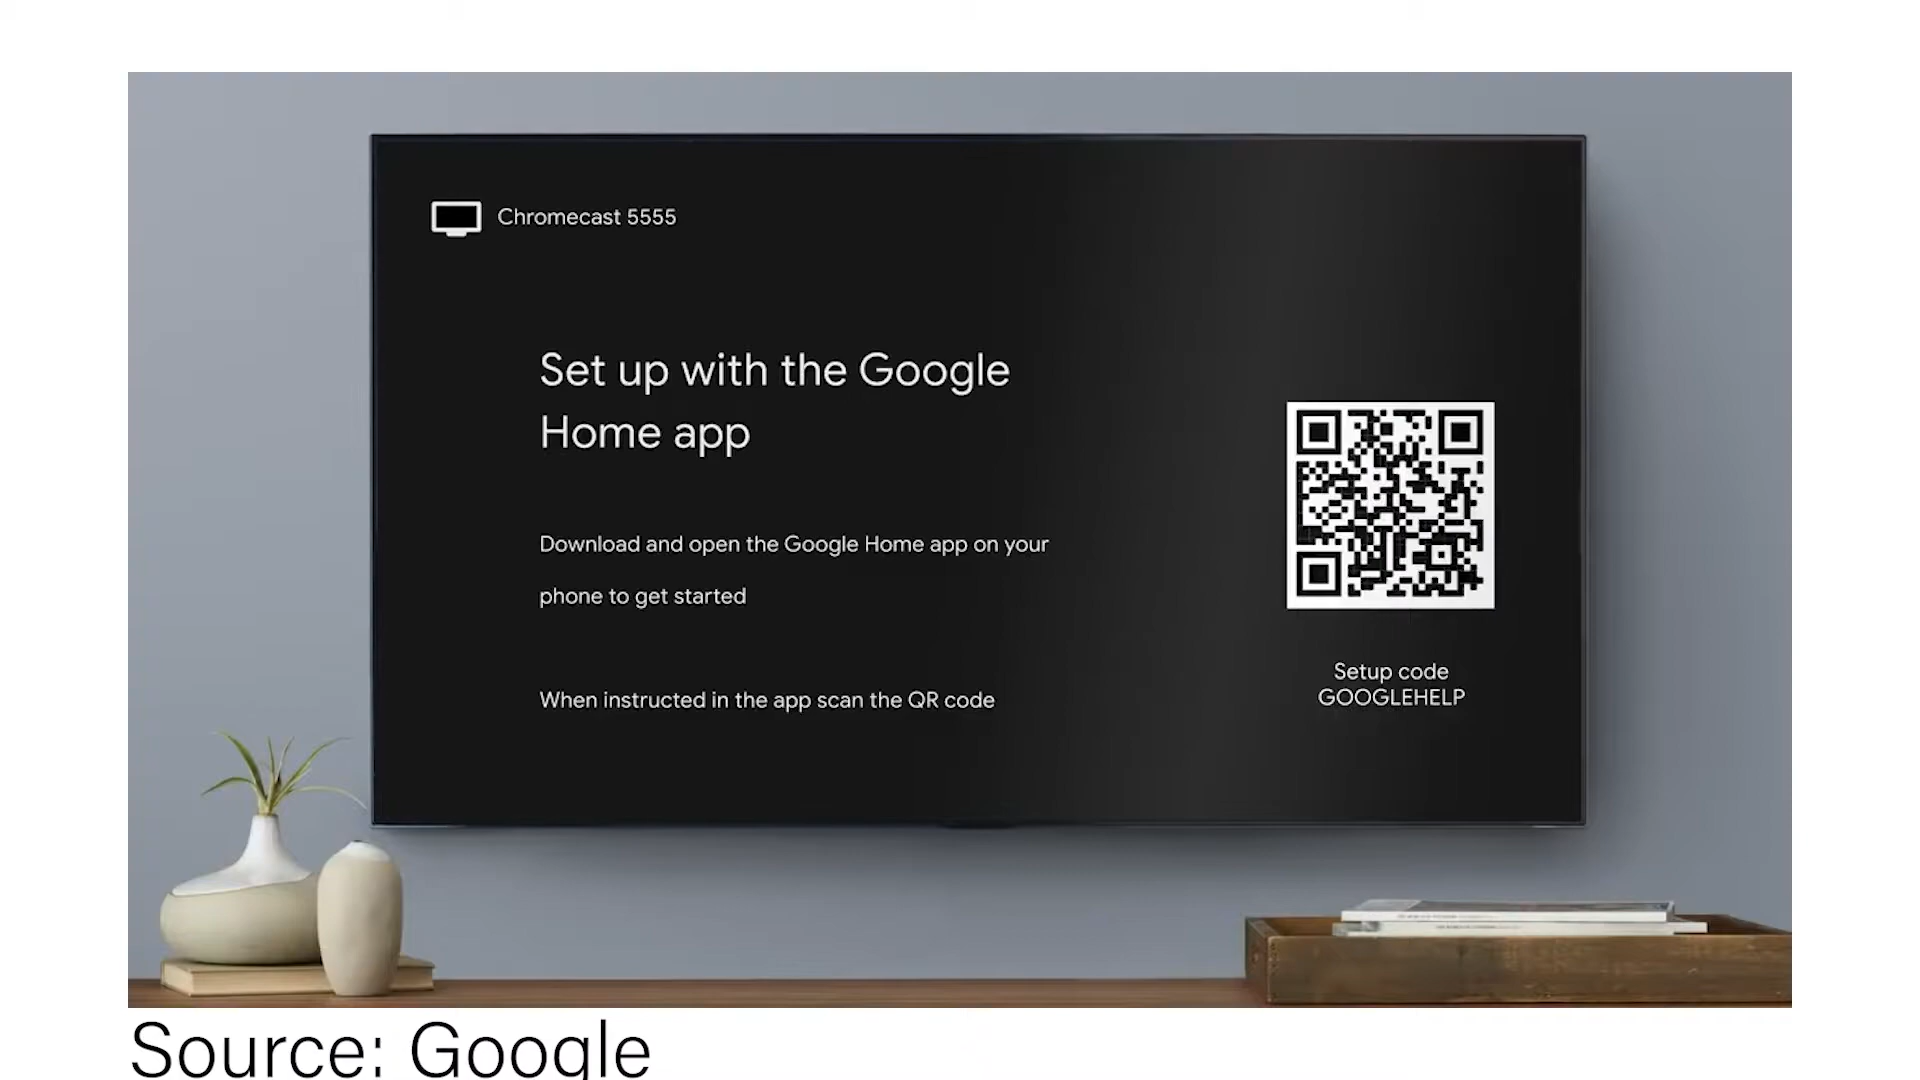 Chromecast 5555
Set up with the Google
Home app
Download and open the Google Home app on your
phone to get started
When instructed in the app scan the QR code
Setup code
GOOGLEHELP
Source: Google